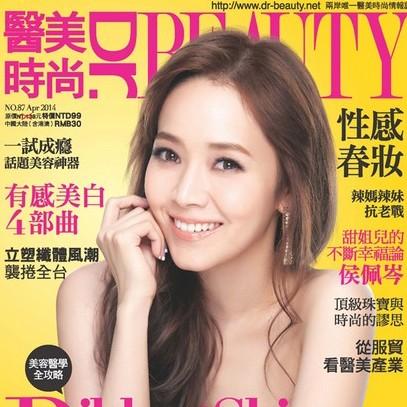 http://www.dr-beauty.net 兩岸唯一醫美時尚情報誌
醫美
時尚
Dr.
BEAUTY
NO.87 Apr 2014
特價NTD99
中國大陸(含港澳)RMB30
一試成癮
話題美容神器
有感美白
4部曲
立塑纖體風潮
襲捲全台
美容醫學
全攻略
性感
春妝
辣媽辣妹
抗老戰
甜姐兒的
不斷幸福論
侯佩岑
頂級珠寶與
時尚的謬思
從服貿
看醫美產業